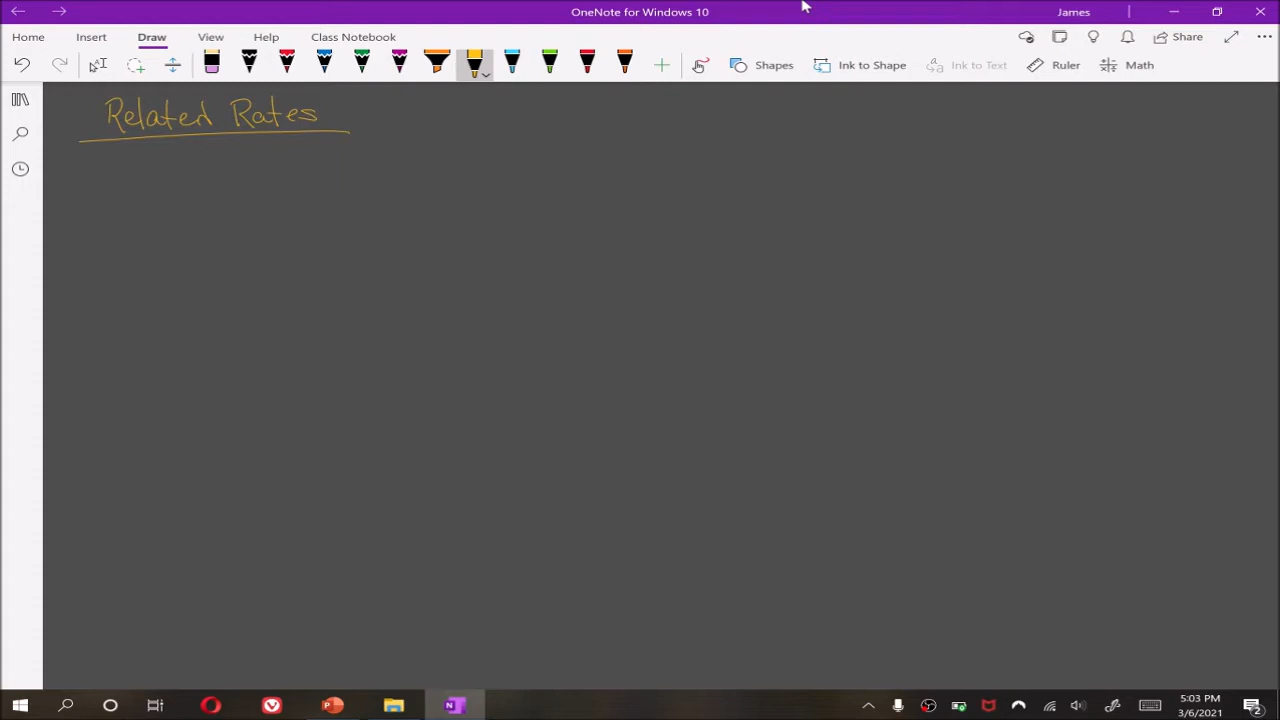 OneNote for Windows 10
James
Home Insert Draw View Help Class Notebook
Share
Shapes Ink to Shape Ink to Text Ruler Math
Related Rates
5:03 PM
3/6/2021
2